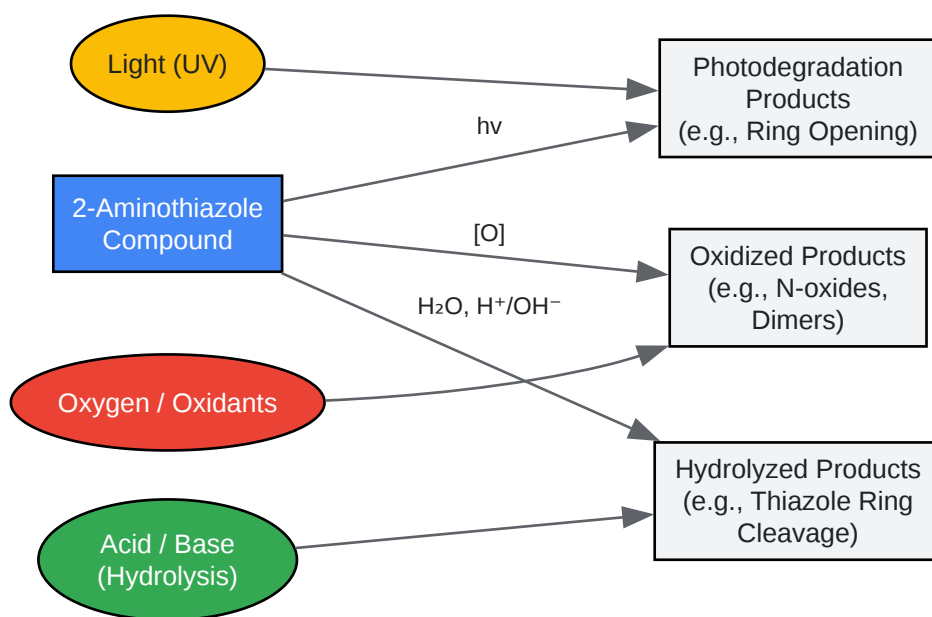 Light (UV)
Photodegradation
Products
(e.g., Ring Opening)
hv
2-Aminothiazole
Compound
[O]
Oxidized Products
(e.g., N-oxides,
Dimers)
H₂O, H⁺/OH⁻
Oxygen / Oxidants
Hydrolyzed Products
(e.g., Thiazole Ring
Cleavage)
Acid / Base
(Hydrolysis)